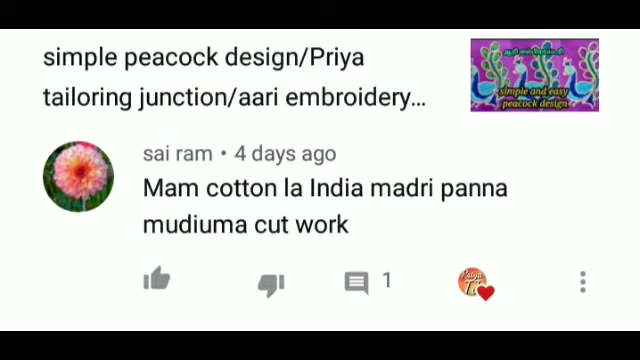 simple peacock design/Priya
tailoring junction/aari embroidery...
simple and easy
peacock design
sai ram • 4 days ago
Mam cotton la India madri panna
mudiuma cut work
1
Priya